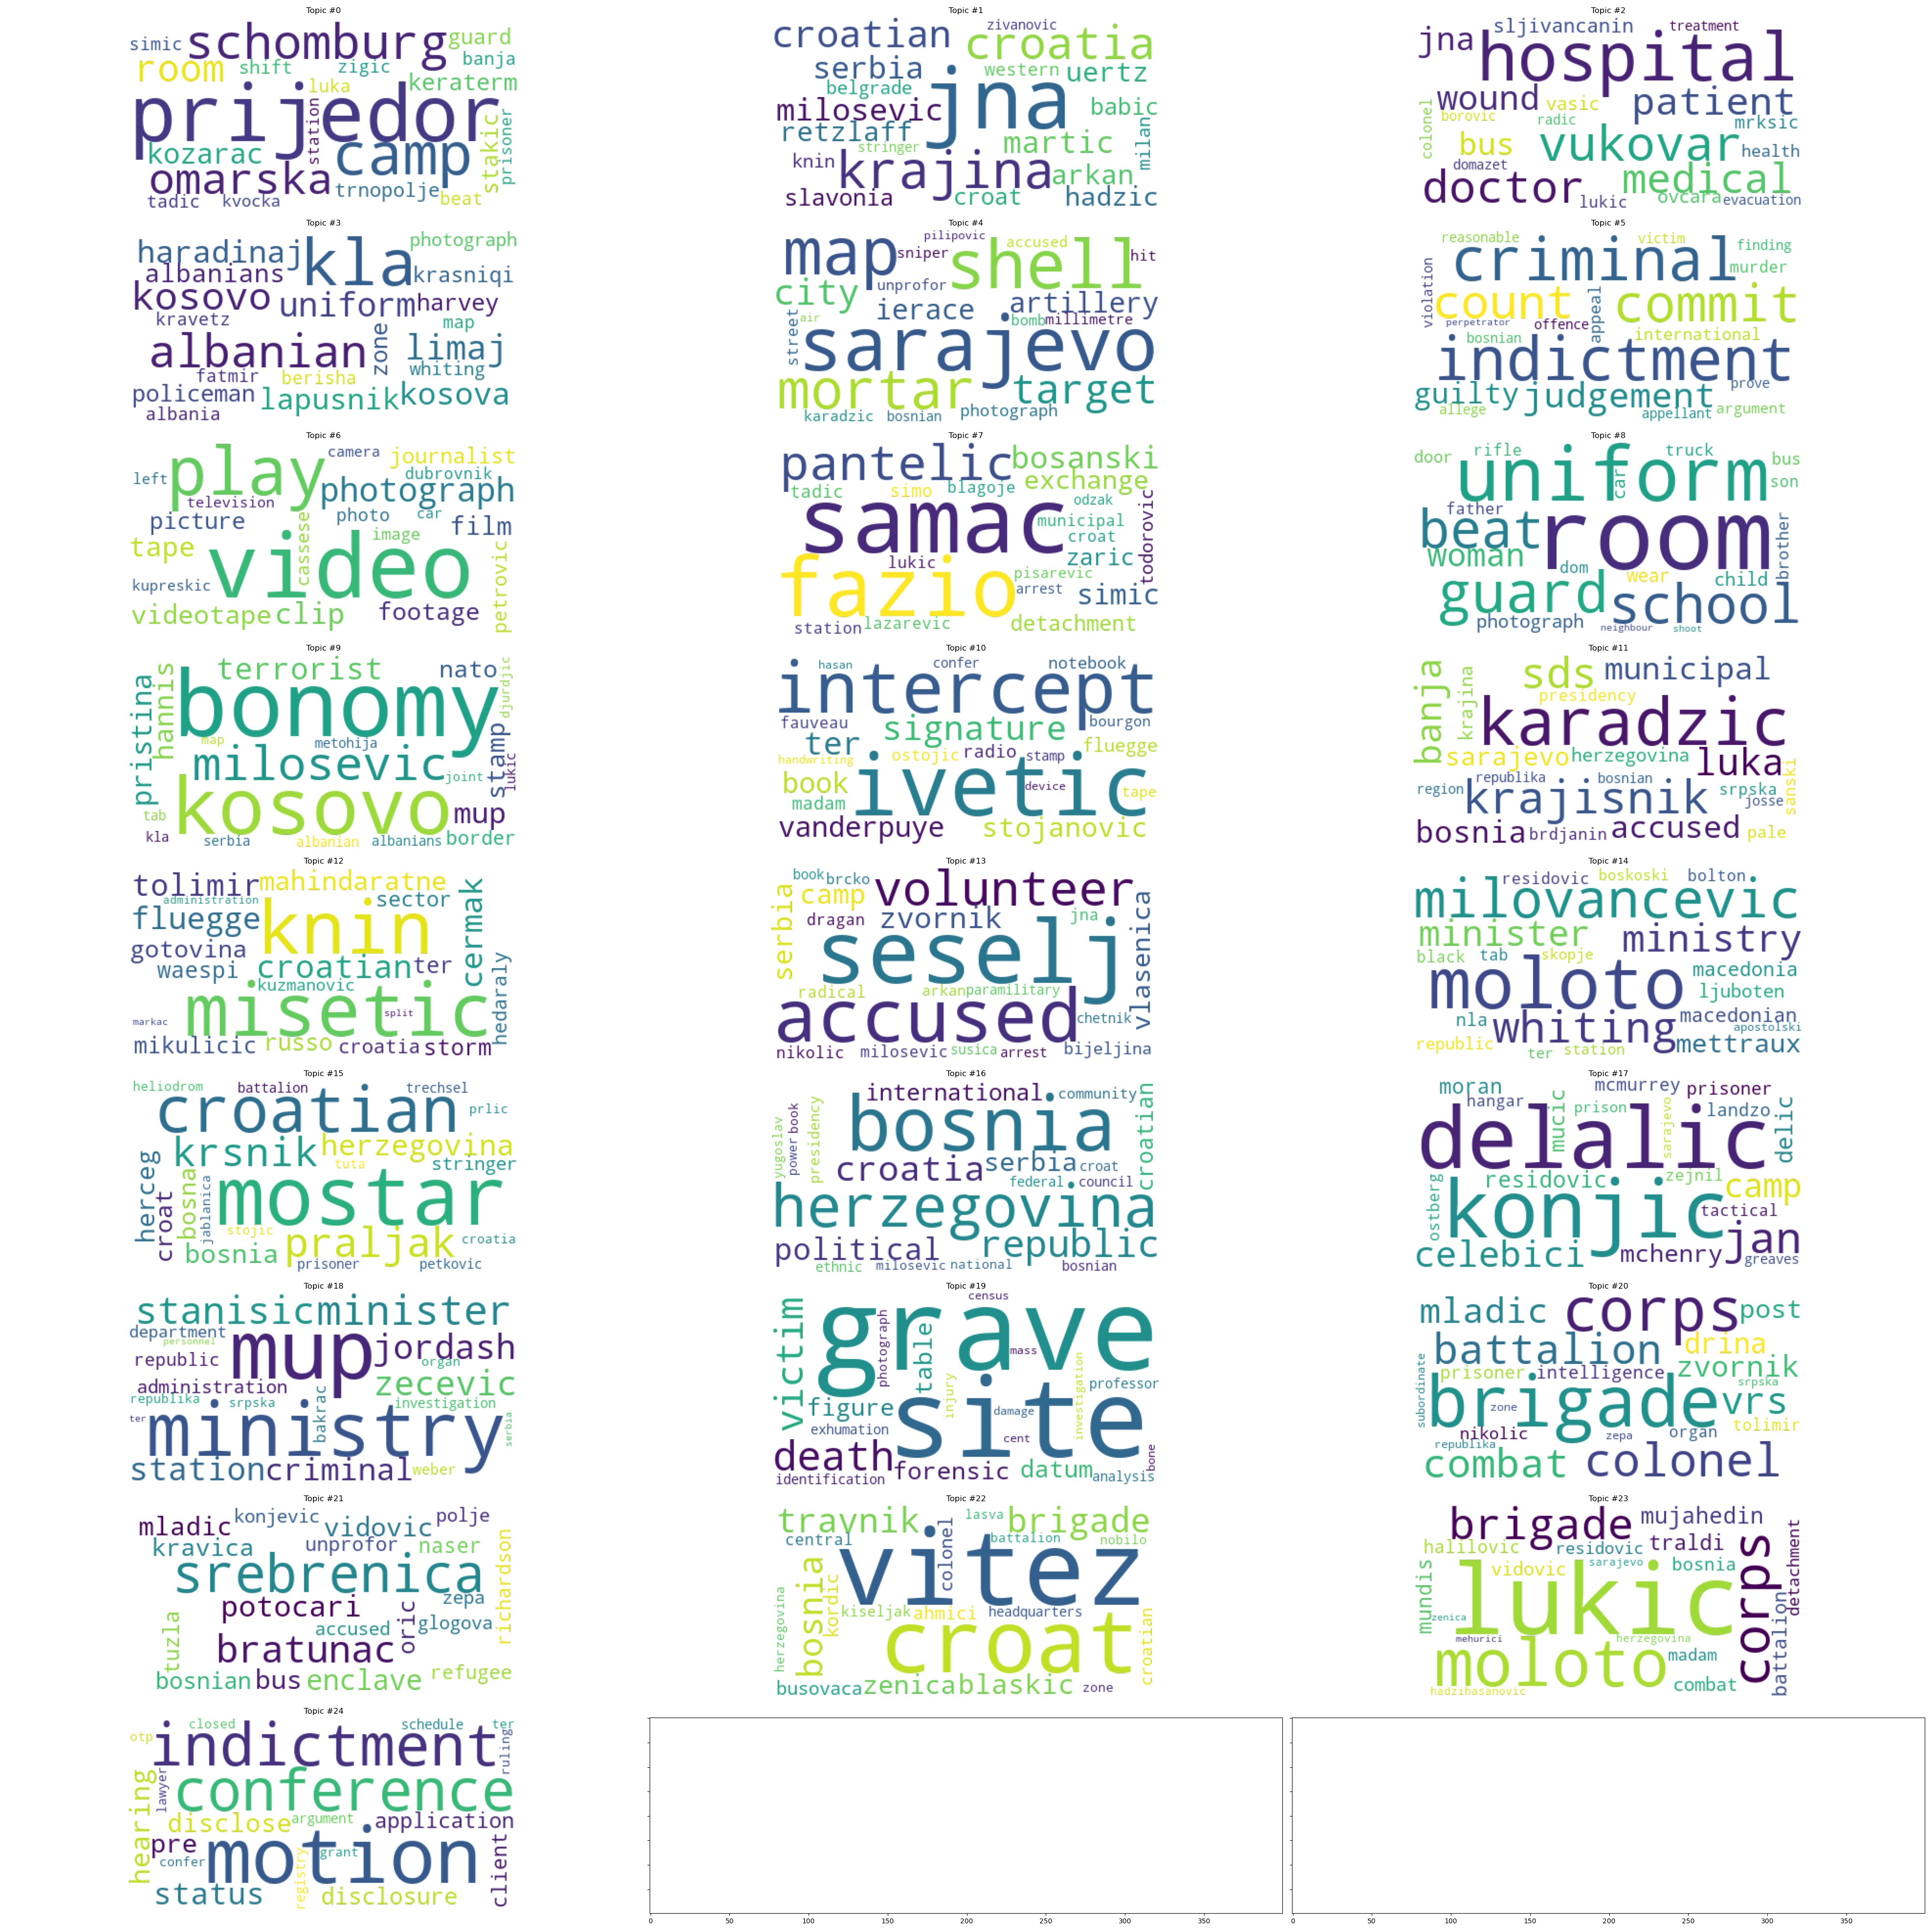 Topic #0
simic schomburg guard
room shift zigic banja
luka keraterm
prijedor
station
kozarac camp stakic prisoner
omarska trnopolje
tadic kvocka beat
Topic #1
zivanovic
croatian croatia
serbia western uertz
belgrade
milosevic jna babic
retzlaff martic milan
stringer
knin krajina arkan
slavonia croat hadzic
Topic #2
sljivancanin treatment
jna hospital
wound vasic patient
colonel borovic radic mrksic
bus vukovar health
domazet
doctor medical
lukic ovcara evacuation
Topic #3
haradinaj kla photograph
albanians krasniqi
kosovo uniform harvey
kravetz map
albanian zone limaj
fatmir berisha whiting
policeman lapusnik kosova
albania
Topic #4
pilipovic accused
map sniper shell hit
city unprofor artillery
ierace
street air bomb millimetre
sarajevo
mortar target
karadzic bosnian photograph
Topic #5
reasonable victim finding
criminal murder
violation count appeal commit
perpetrator offence international
bosnian
indictment
guilty judgement prove
allege appellant argument
Topic #6
camera journalist
left play dubrovnik
television photograph
picture photo car film
tape cassese image
kupreskic video petrovic
videotape clip footage
Topic #7
pantelic bosanski
tadic simo blagoje exchange
odzak
samac municipal todorovic
croat
lukic zaric
fazio pisarevic
arrest simic
station lazarevic detachment
Topic #8
rifle truck
door uniform car bus
son
father
beat room brother
woman dom wear child
guard school
photograph neighbour shoot
Topic #9
terrorist nato
pristina hannis bonomy djurdjic
map metohija stamp
milosevic joint lukic
tab kosovo mup
kla serbia albanian albanians border
Topic #10
hasan confer notebook
intercept
fauveau signature bourgon
ter ostojic radio stamp fluegge
handwriting
book ivetic device tape
madam
vanderpuye stojanovic
Topic #11
banja krajina sds municipal
presidency
karadzic
sarajevo herzegovina luka
republika bosnian sanski
region krajisnik srpska
josse
bosnia brdjanin accused pale
Topic #12
tolimir mahindaratne
administration sector
fluegge knin cermak
gotovina
waespi croatian ter
kuzmanovic hedaraly
misetic split
markac
mikulicic russo croatia storm
Topic #13
book brcko volunteer
serbia camp
dragan zvornik jna
seselj vlasenica
radical arkan paramilitary
accused chetnik
nikolic milosevic susica arrest bijeljina
Topic #14
residovic boskoski bolton
milovancevic
minister ministry
black tab skopje
moloto macedonia
ljuboten
nla whiting macedonian
apostolski
republic mettraux
ter station
Topic #15
heliodrom battalion trechsel
croatian prlic
krsnik herzegovina
tuta stringer
herceg croat bosna jablanica mostar
stojic
bosnia praljak croatia
prisoner petkovic
Topic #16
international community
yugoslav power book presidency bosnia croatian
croatia serbia croat
federal council
herzegovina
political republic
ethnic milosevic national bosnian
Topic #17
moran mcmurrey prisoner
hangar mucic prison sarajevo landzo
delalic delic
residovic zejnil camp
ostberg konjic tactical
celebici mchenry jan
greaves
Topic #18
stanisic minister
department
personnel mup jordash
republic organ
administration zecevic
republika srpska bakrac investigation
ter ministry serbia
station criminal weber
Topic #19
census
victim grave
photograph table mass
injury investigation professor
figure site damage
exhumation cent
death bone
identification forensic datum analysis
Topic #20
mladic corps post
battalion drina
prisoner intelligence zvornik
subordinate brigade srpska
zone vrs
nikolic zepa organ tolimir
republika
combat colonel
Topic #21
konjevic polje
mladic vidovic
kravica unprofor naser
srebrenica richardson
zepa
potocari oric
accused glogova
tuzla bratunac
bosnian bus enclave refugee
Topic #22
travnik lasva brigade
central colonel battalion nobilo
vitez
herzegovina bosnia kordic
kiseljak ahmici headquarters
croat croatian
busovaca zenica blaskic zone
Topic #23
brigade mujahedin
halilovic residovic traldi
sarajevo bosnia detachment
mundis vidovic corps
zenica lukic battalion
mehurici herzegovina
moloto madam
hadzihasanovic combat
Topic #24
closed schedule ter
otp indictment ruling
hearing lawyer conference
disclose argument application
pre
confer motion client
grant
registry
status disclosure
0 50 100 150 200 250 300 350
0 50 100 150 200 250 300 350